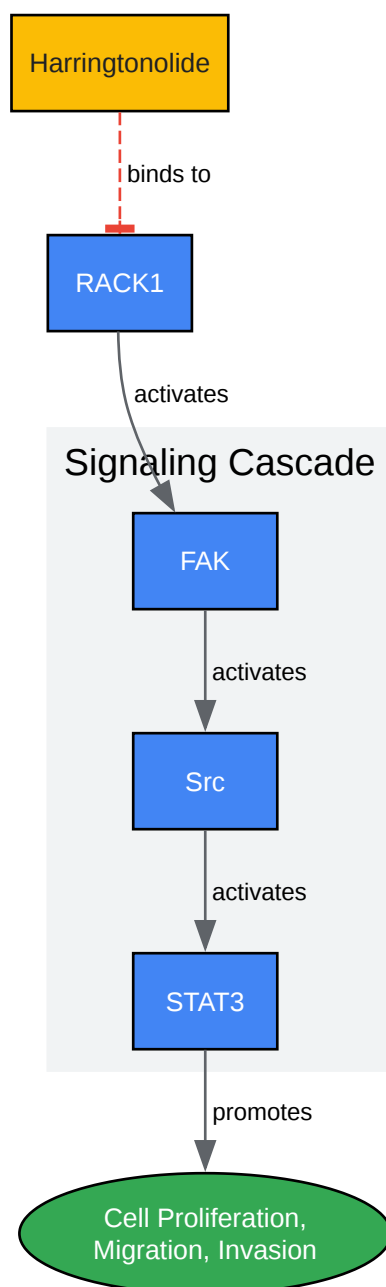 Harringtonolide
binds to
RACK1
activates
Signaling Cascade
FAK
activates
Src
activates
STAT3
promotes
Cell Proliferation,
Migration, Invasion